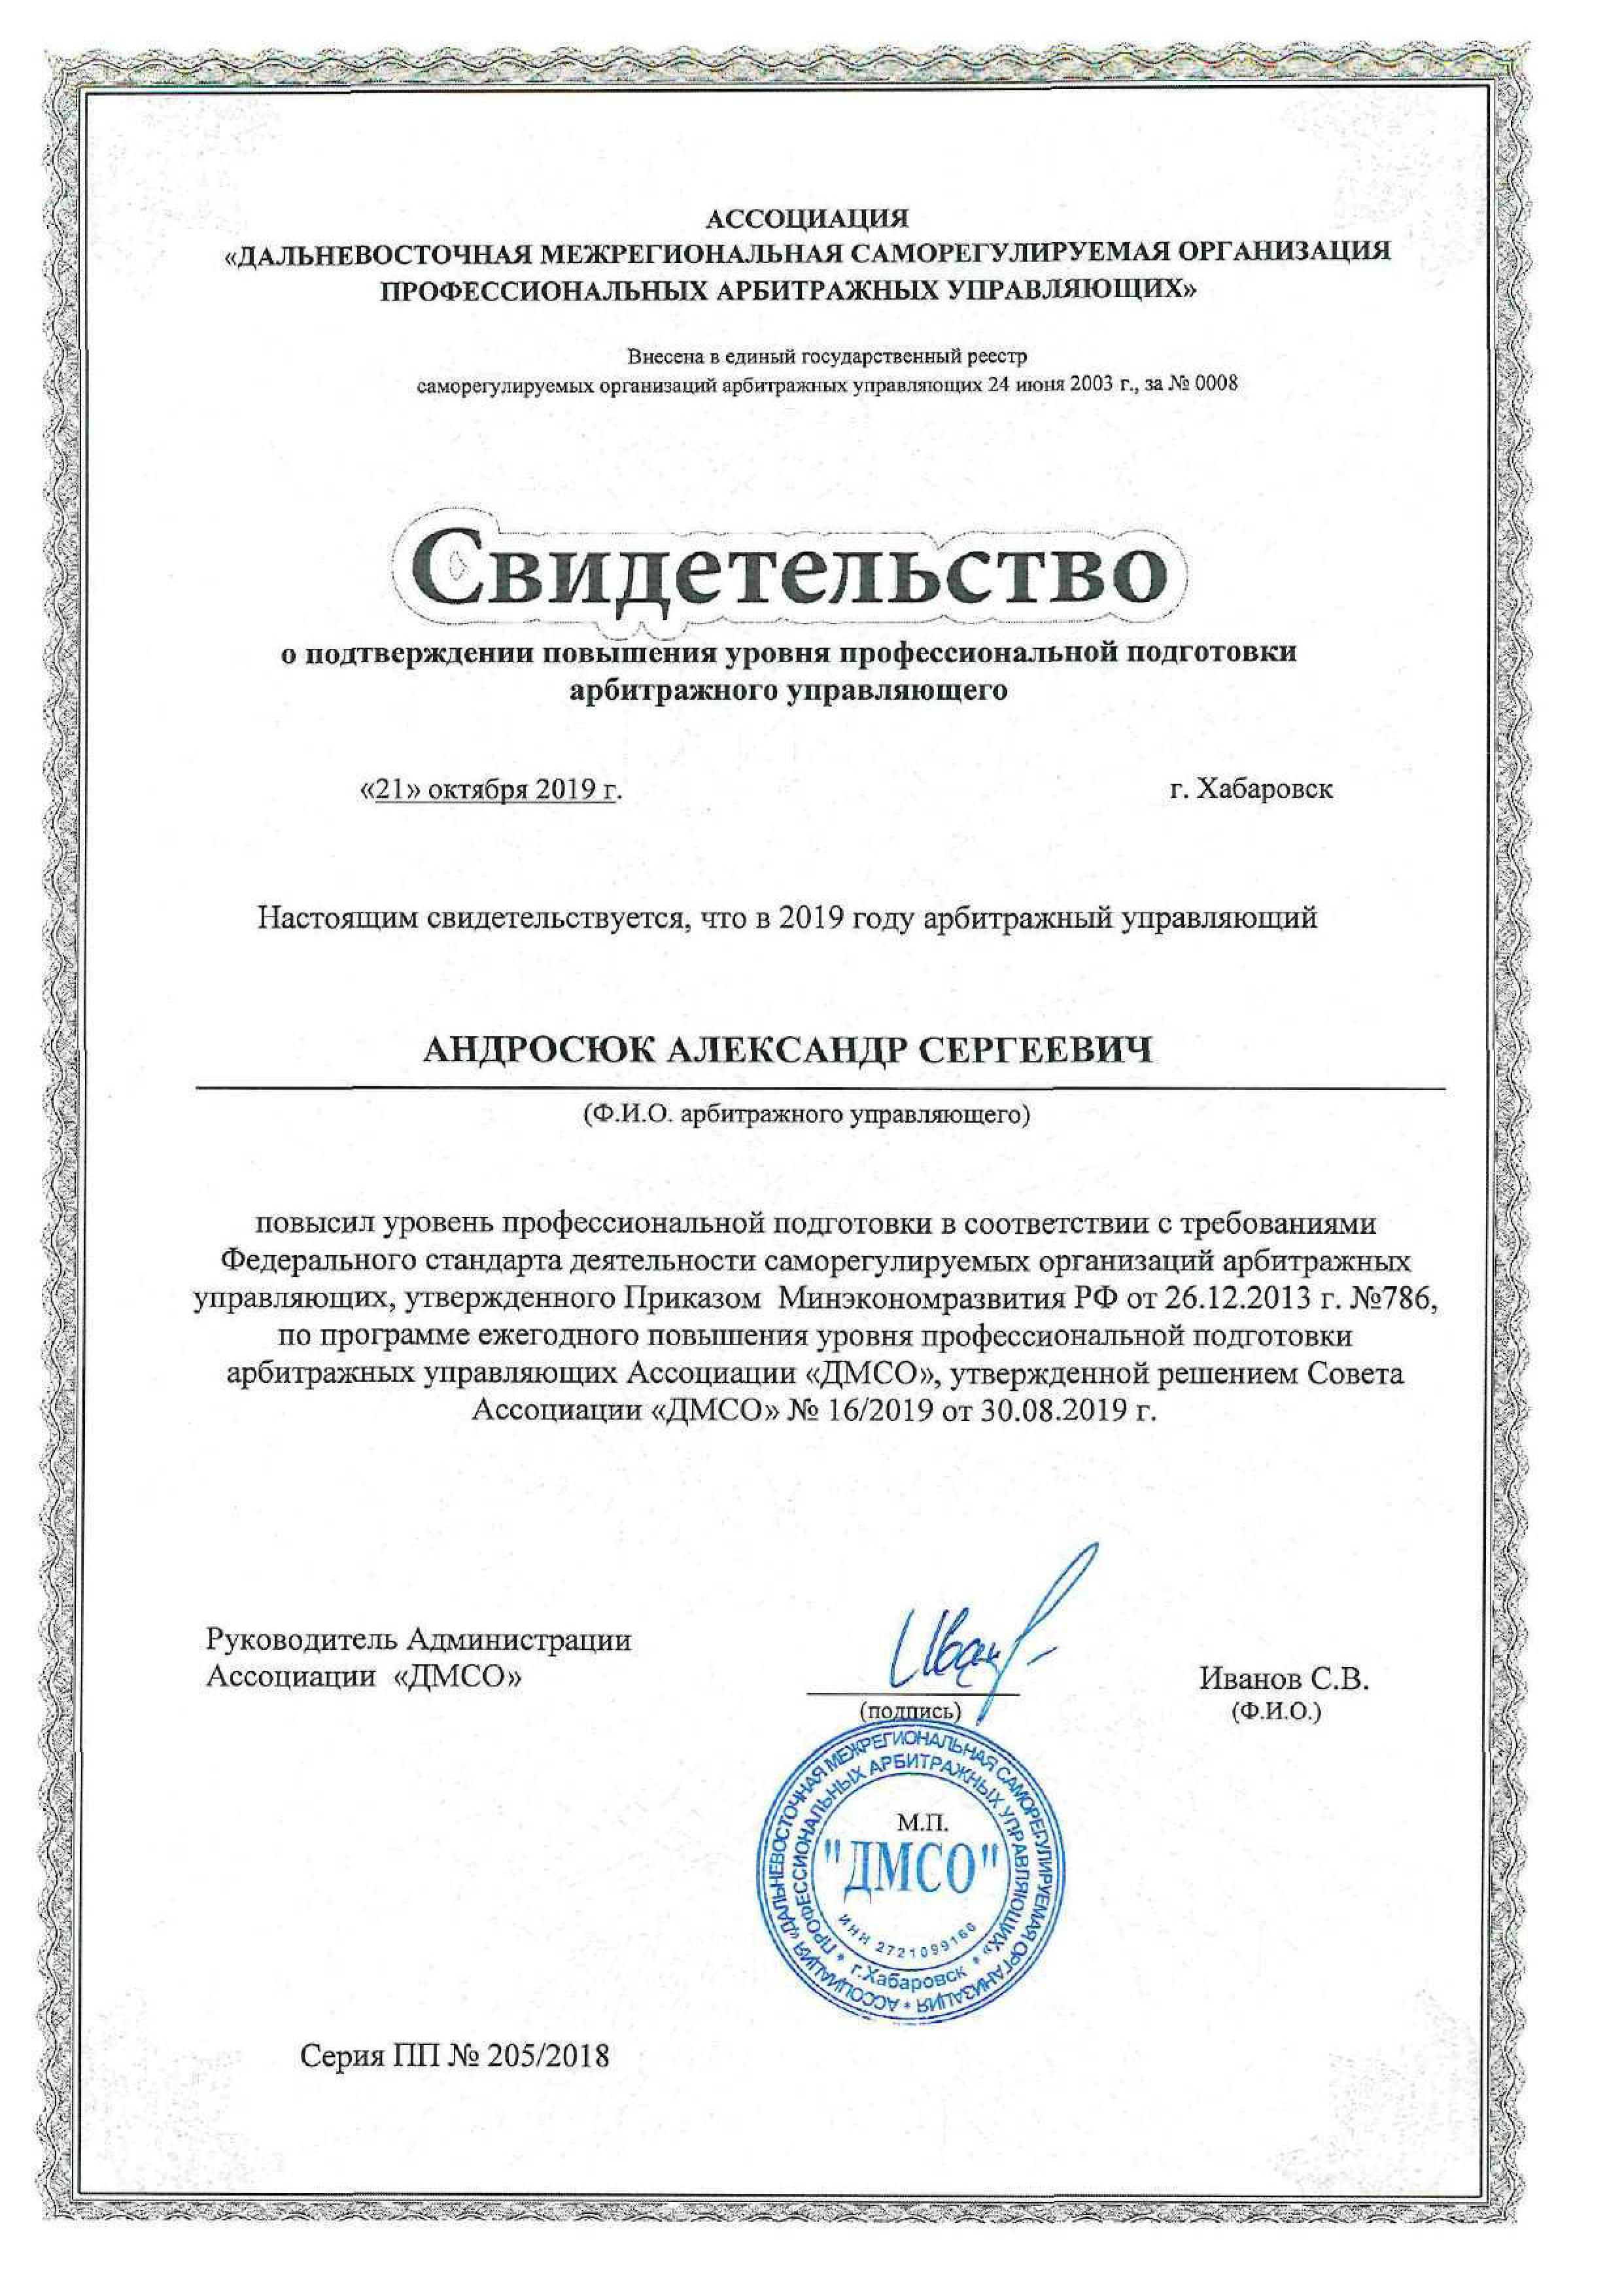 АССОЦИАЦИЯ
«ДАЛЬНЕВОСТОЧНАЯ МЕЖРЕГИОНАЛЬНАЯ САМОРЕГУЛИРУЕМАЯ ОРГАНИЗАЦИЯ
ПРОФЕССИОНАЛЬНЫХ АРБИТРАЖНЫХ УПРАВЛЯЮЩИХ»
Внесена в единый государственный реестр
саморегулируемых организаций арбитражных управляющих 24 июня 2003 г., за № 0008
Свидетельство
о подтверждении повышения уровня профессиональной подготовки
арбитражного управляющего
«21» октября 2019 г. г. Хабаровск
Настоящим свидетельствуется, что в 2019 году арбитражный управляющий
АНДРОСЮК АЛЕКСАНДР СЕРГЕЕВИЧ
(Ф.И.О. арбитражного управляющего)
повысил уровень профессиональной подготовки в соответствии с требованиями
Федерального стандарта деятельности саморегулируемых организаций арбитражных
управляющих, утвержденного Приказом Минэкономразвития РФ от 26.12.2013 г. №786,
по программе ежегодного повышения уровня профессиональной подготовки
арбитражных управляющих Ассоциации «ДМСО», утвержденной решением Совета
Ассоциации «ДМСО» № 16/2019 от 30.08.2019 г.
Руководитель Администрации
Ассоциации «ДМСО»
Иванов С.В.
(подпись) (Ф.И.О.)
АССОЦИАЦИЯ «ДАЛЬНЕВОСТОЧНАЯ МЕЖРЕГИОНАЛЬНАЯ САМОРЕГУЛИРУЕМАЯ ОРГАНИЗАЦИЯ
ПРОФЕССИОНАЛЬНЫХ АРБИТРАЖНЫХ УПРАВЛЯЮЩИХ»
М.П.
"ДМСО"
ИНН 2721099166
г.Хабаровск
Серия ПП № 205/2018